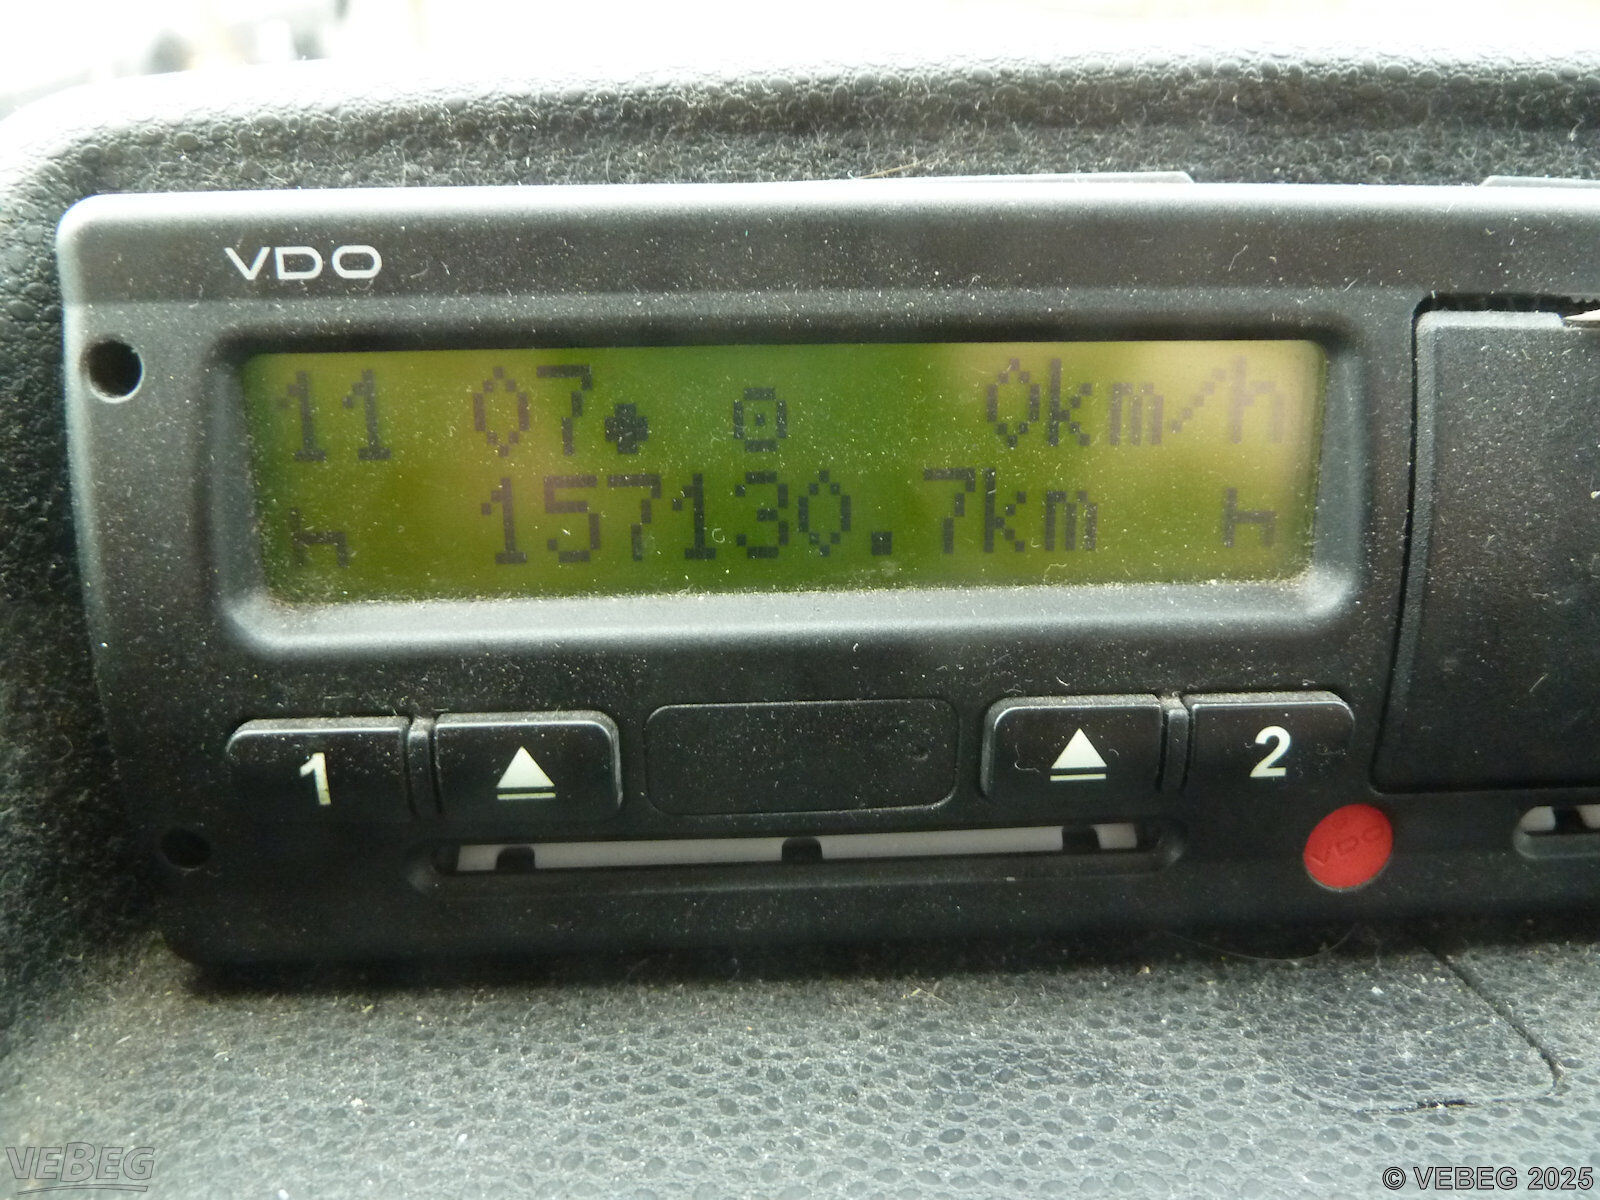 VDO
11 07 0km/h
157130.7km
1 2
VDO
VEBEG
© VEBEG 2025